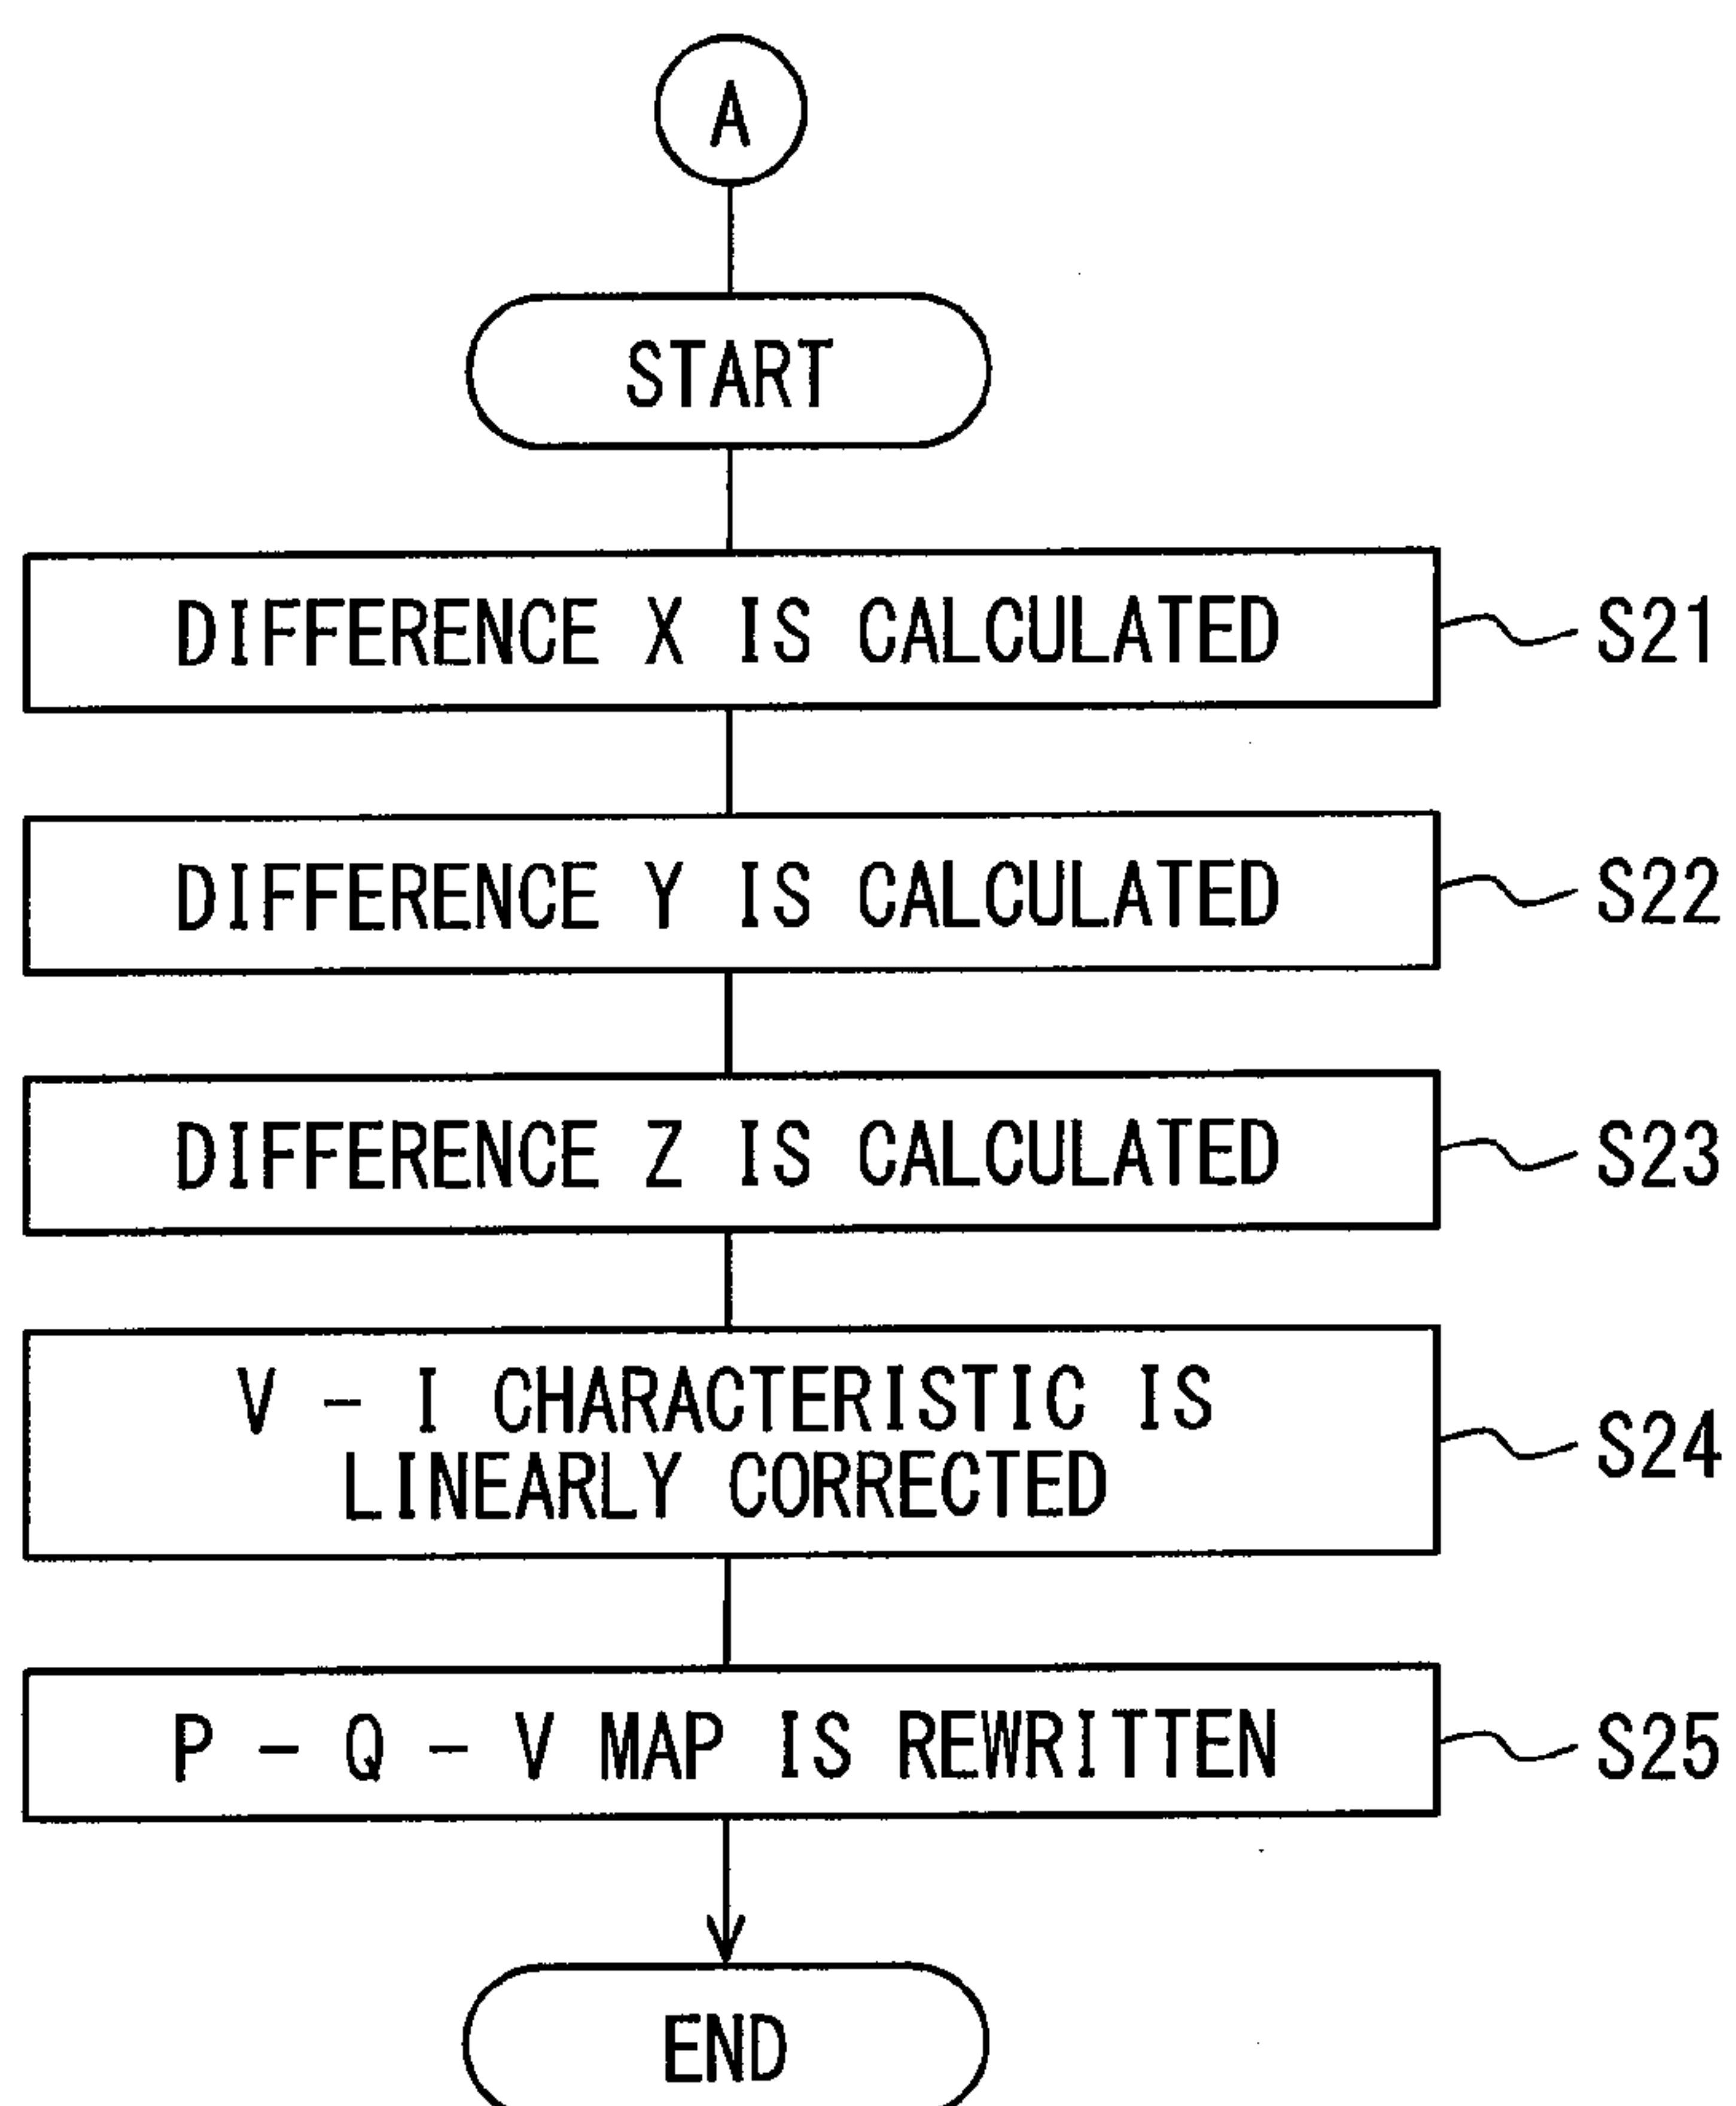 A
START
DIFFERENCE X IS CALCULATED
S21
DIFFERENCE Y IS CALCULATED
S22
DIFFERENCE Z IS CALCULATED
S23
V - I CHARACTERISTIC IS
LINEARLY CORRECTED
S24
P - Q - V MAP IS REWRITTEN
S25
END